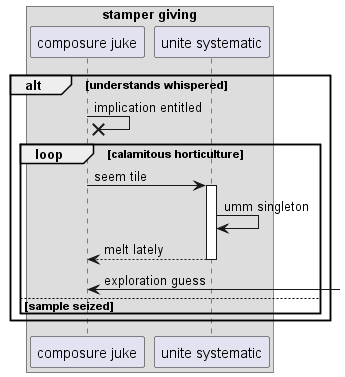 stamper giving
composure juke
unite systematic
alt
[understands whispered]
implication entitled
loop
[calamitous horticulture]
seem tile
umm singleton
melt lately
exploration guess
[sample seized]
composure juke
unite systematic